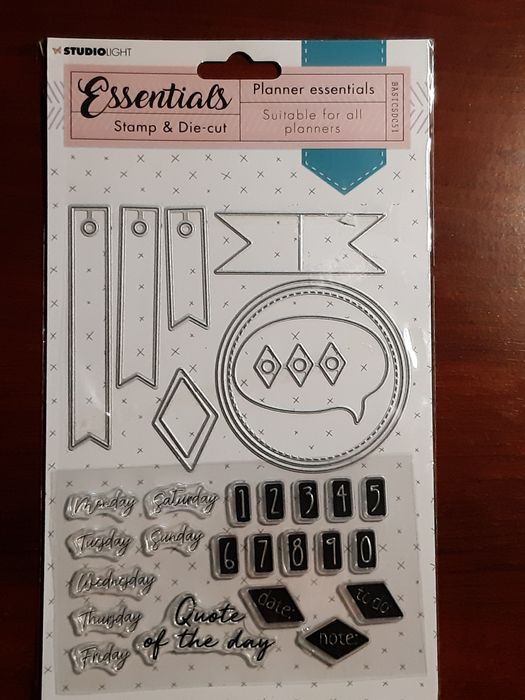 STUDIOLIGHT
Essentials
Stamp & Die-cut
Planner essentials
Suitable for all
planners
BASICSDC51
Monday
Saturday
1 2 3 4 5
Tuesday
Sunday
6 7 8 9 0
Wednesday
Thursday
Friday
Quote
of the day
date:
to do:
note: